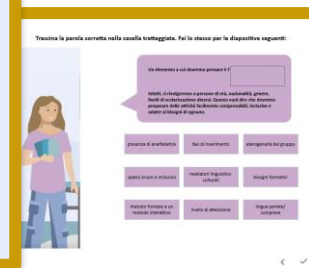 Trascina la parola corretta nella casella tratteggiata. Fai lo stesso per le diapositive seguenti:
Un elemento a cui dovremo pensare è l'
Infatti, ci rivolgeremo a persone di età, nazionalità, genere,
livelli di scolarizzazione diversi. Questo vuol dire che dovremo
proporre delle attività facilmente comprensibili, inclusive e
adatte ai bisogni di ognuno.
presenza di analfabeti/e
fasi di inserimento
eterogeneità del gruppo
spazio sicuro e inclusivo
mediatori linguistico-
culturali
bisogni formativi
metodo frontale o un
metodo interattivo
livello di attenzione
lingue parlate/
comprese